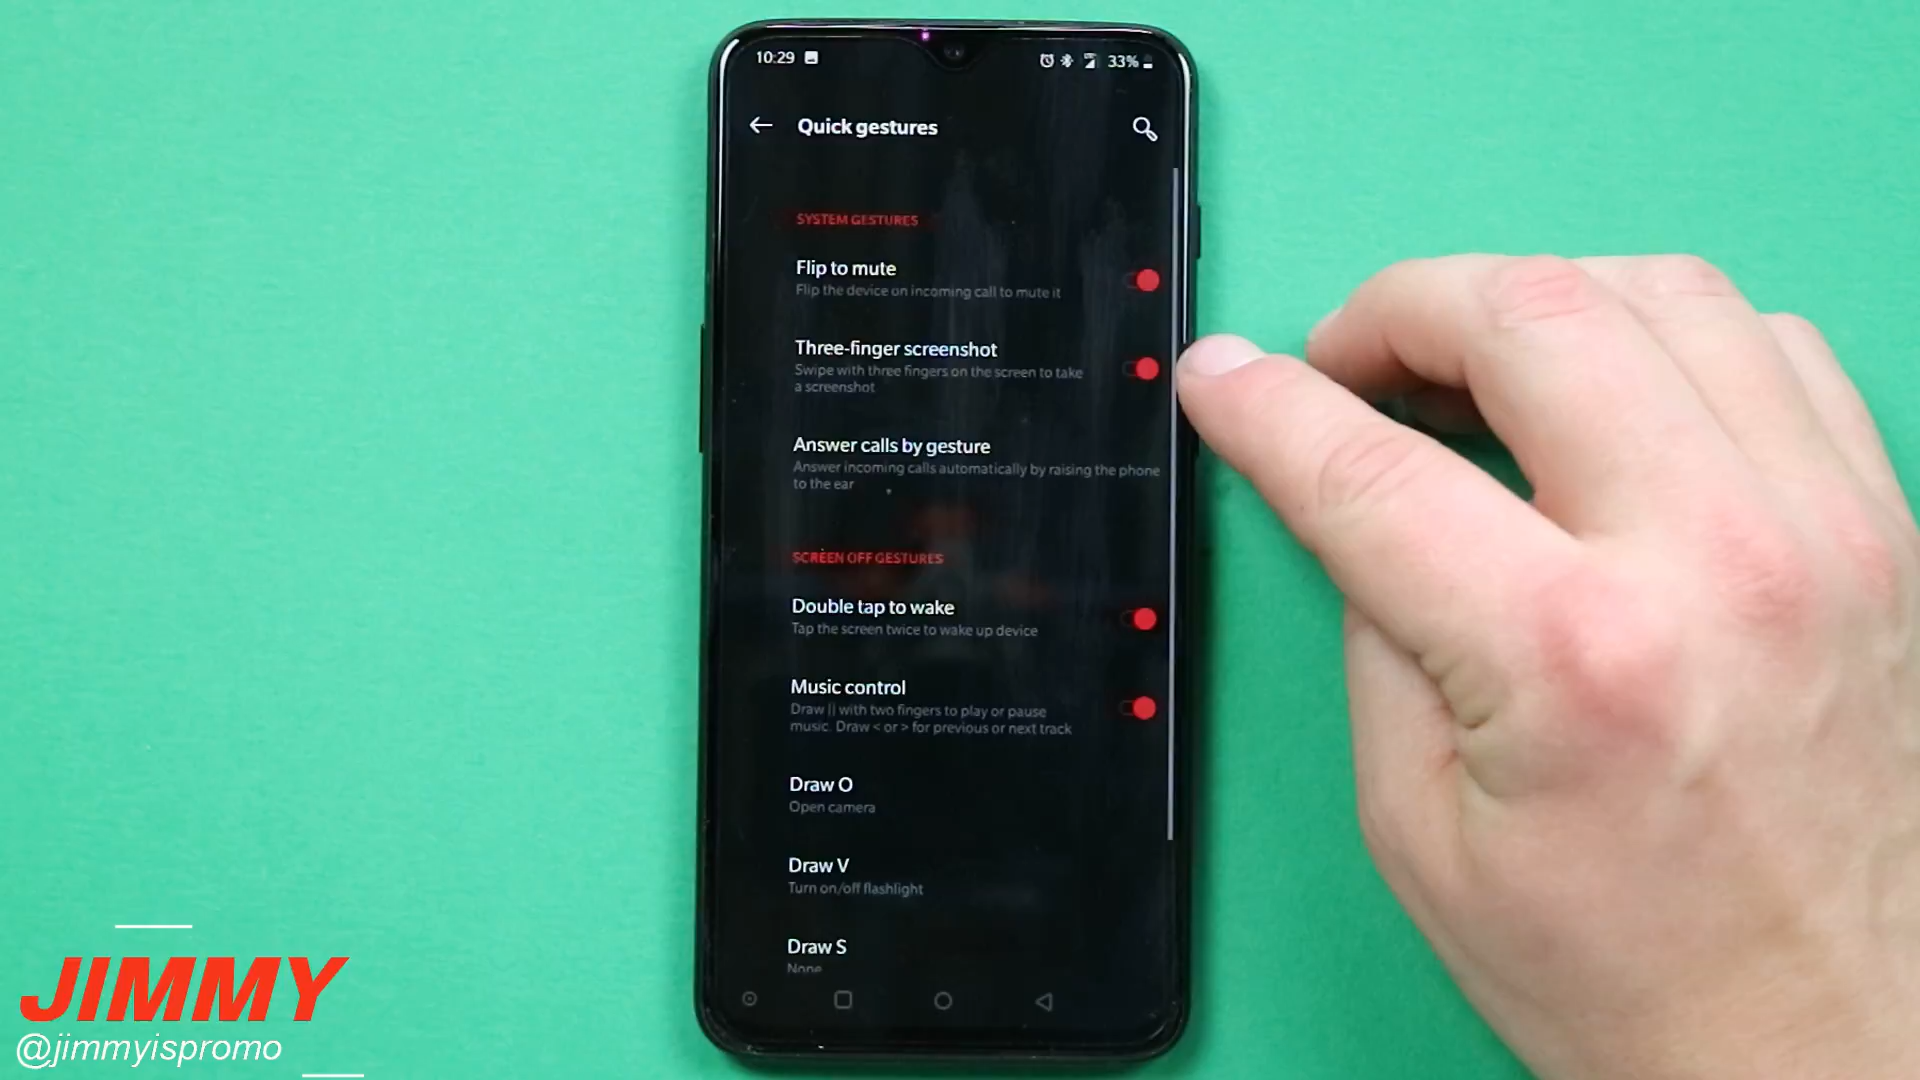 10:29
33%
Quick gestures
SYSTEM GESTURES
Flip to mute
Flip the device on incoming call to mute it
Three-finger screenshot
Swipe with three fingers on the screen to take
a screenshot
Answer calls by gesture
Answer incoming calls automatically by raising the phone
to the ear
SCREEN OFF GESTURES
Double tap to wake
Tap the screen twice to wake up device
Music control
Draw || with two fingers to play or pause
music. Draw < or > for previous or next track
Draw O
Open camera
Draw V
Turn on/off flashlight
Draw S
None
JIMMY
@jimmyispromo